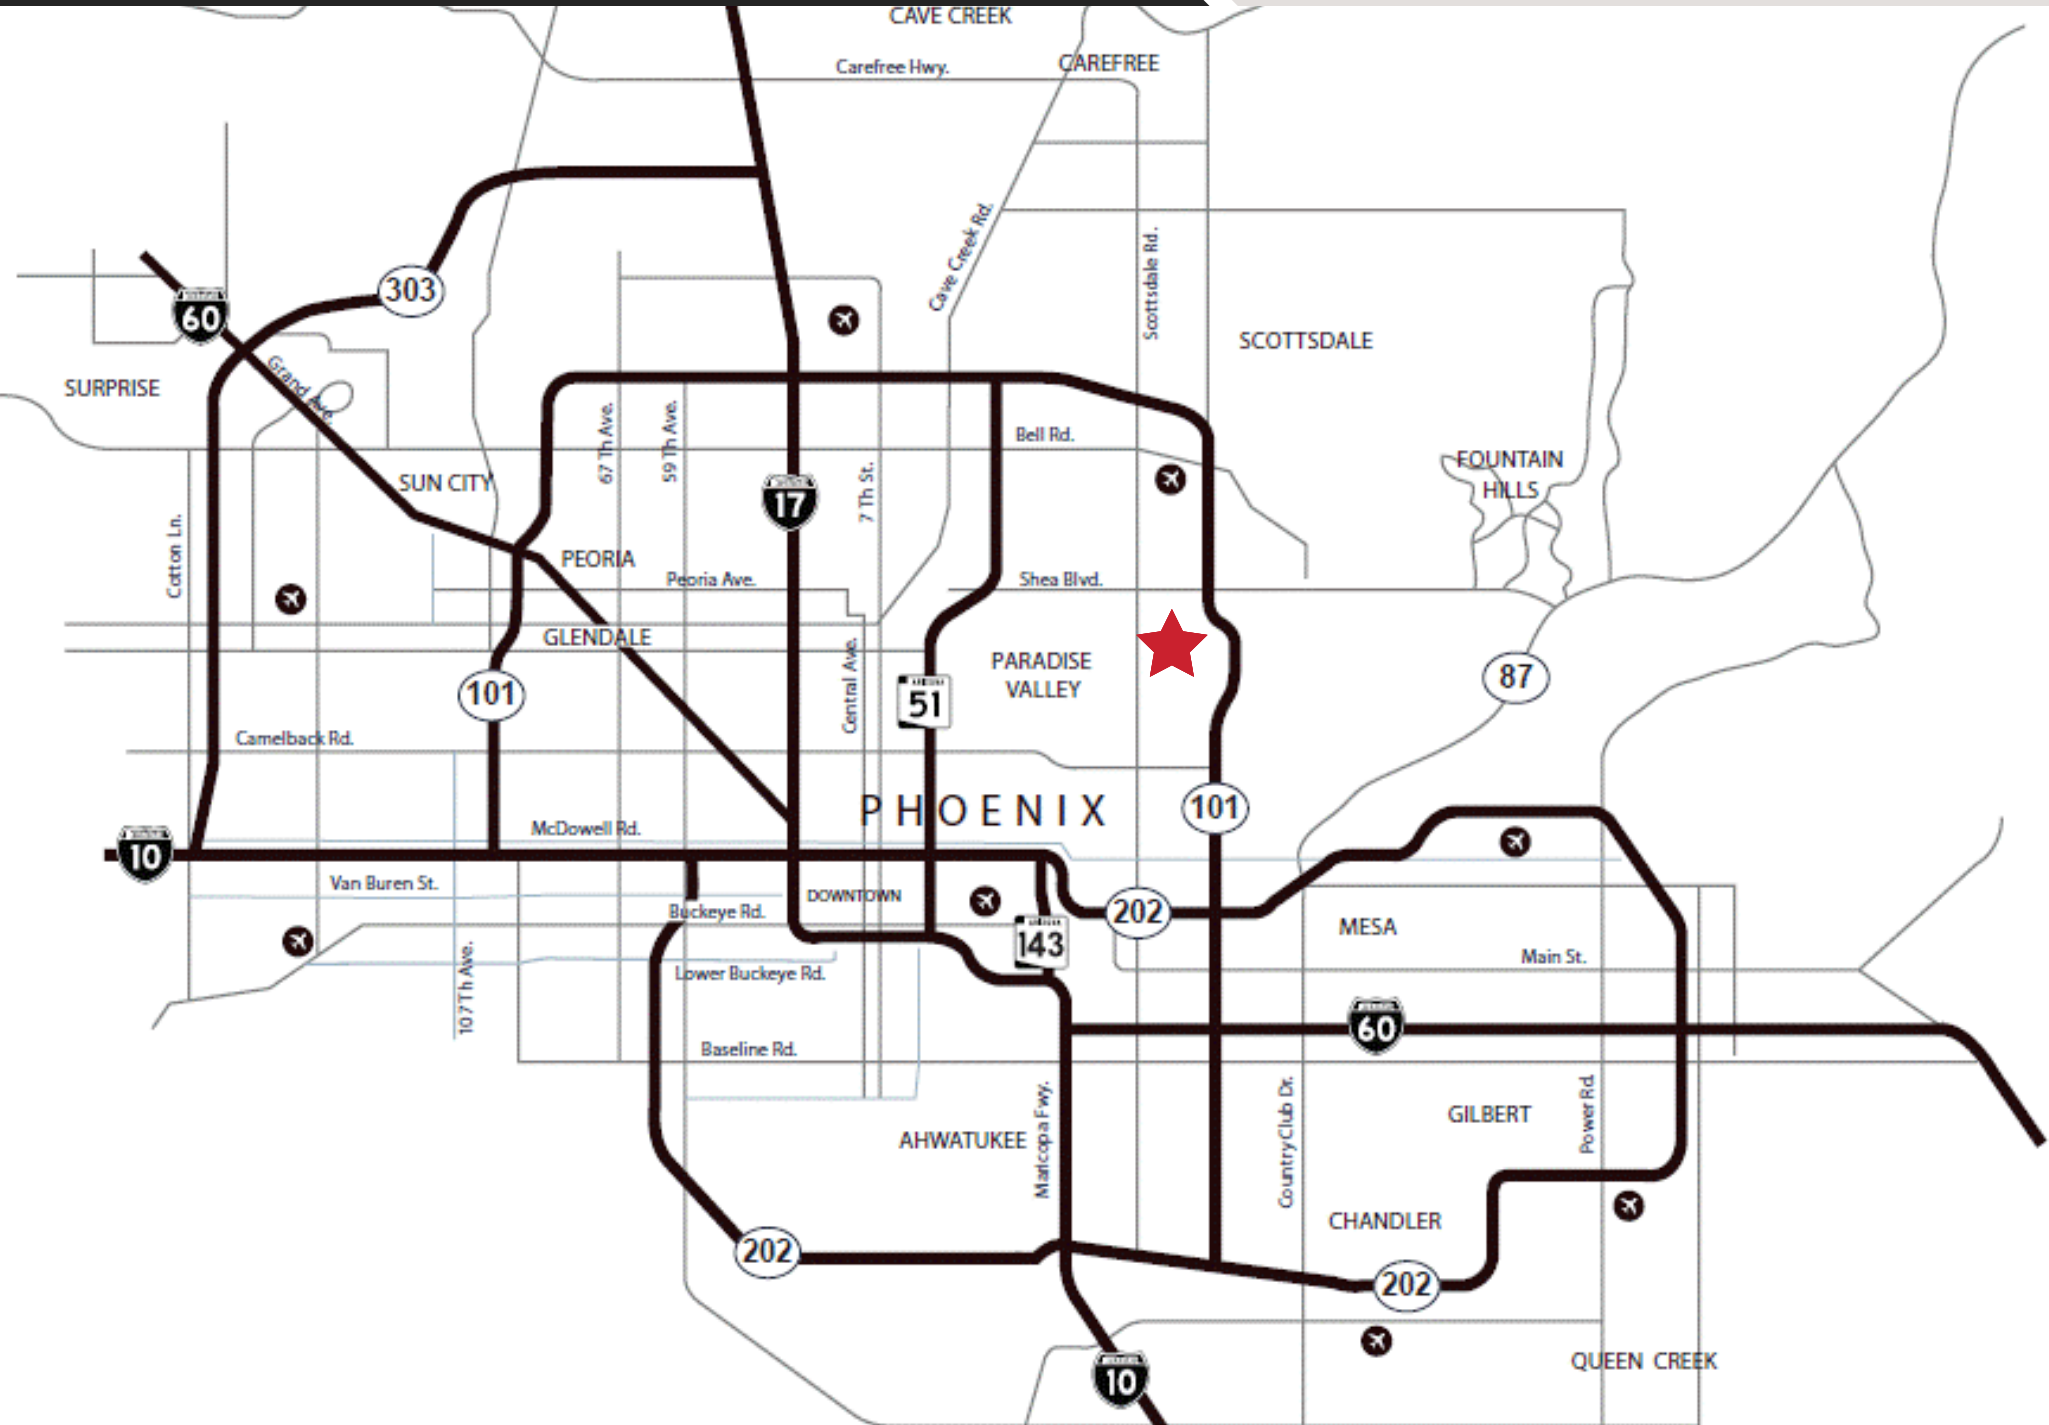 CAVE CREEK
Carefree Hwy.
CAREFREE
Cave Creek Rd.
Scottsdale Rd.
303
60
SCOTTSDALE
Grand Ave.
SURPRISE
67 Th Ave.
59 Th Ave.
Bell Rd.
FOUNTAIN
HILLS
SUN CITY
17
7 Th St.
Cotton Ln.
PEORIA
Peoria Ave.
Shea Blvd.
GLENDALE
PARADISE
VALLEY
Central Ave.
101
51
87
Camelback Rd.
PHOENIX
101
McDowell Rd.
10
Van Buren St.
DOWNTOWN
Buckeye Rd.
202
143
MESA
Main St.
107 Th Ave.
Lower Buckeye Rd.
60
Baseline Rd.
Maricopa Fwy.
Country Club Dr.
Power Rd.
GILBERT
AHWATUKEE
CHANDLER
202
202
QUEEN CREEK
10